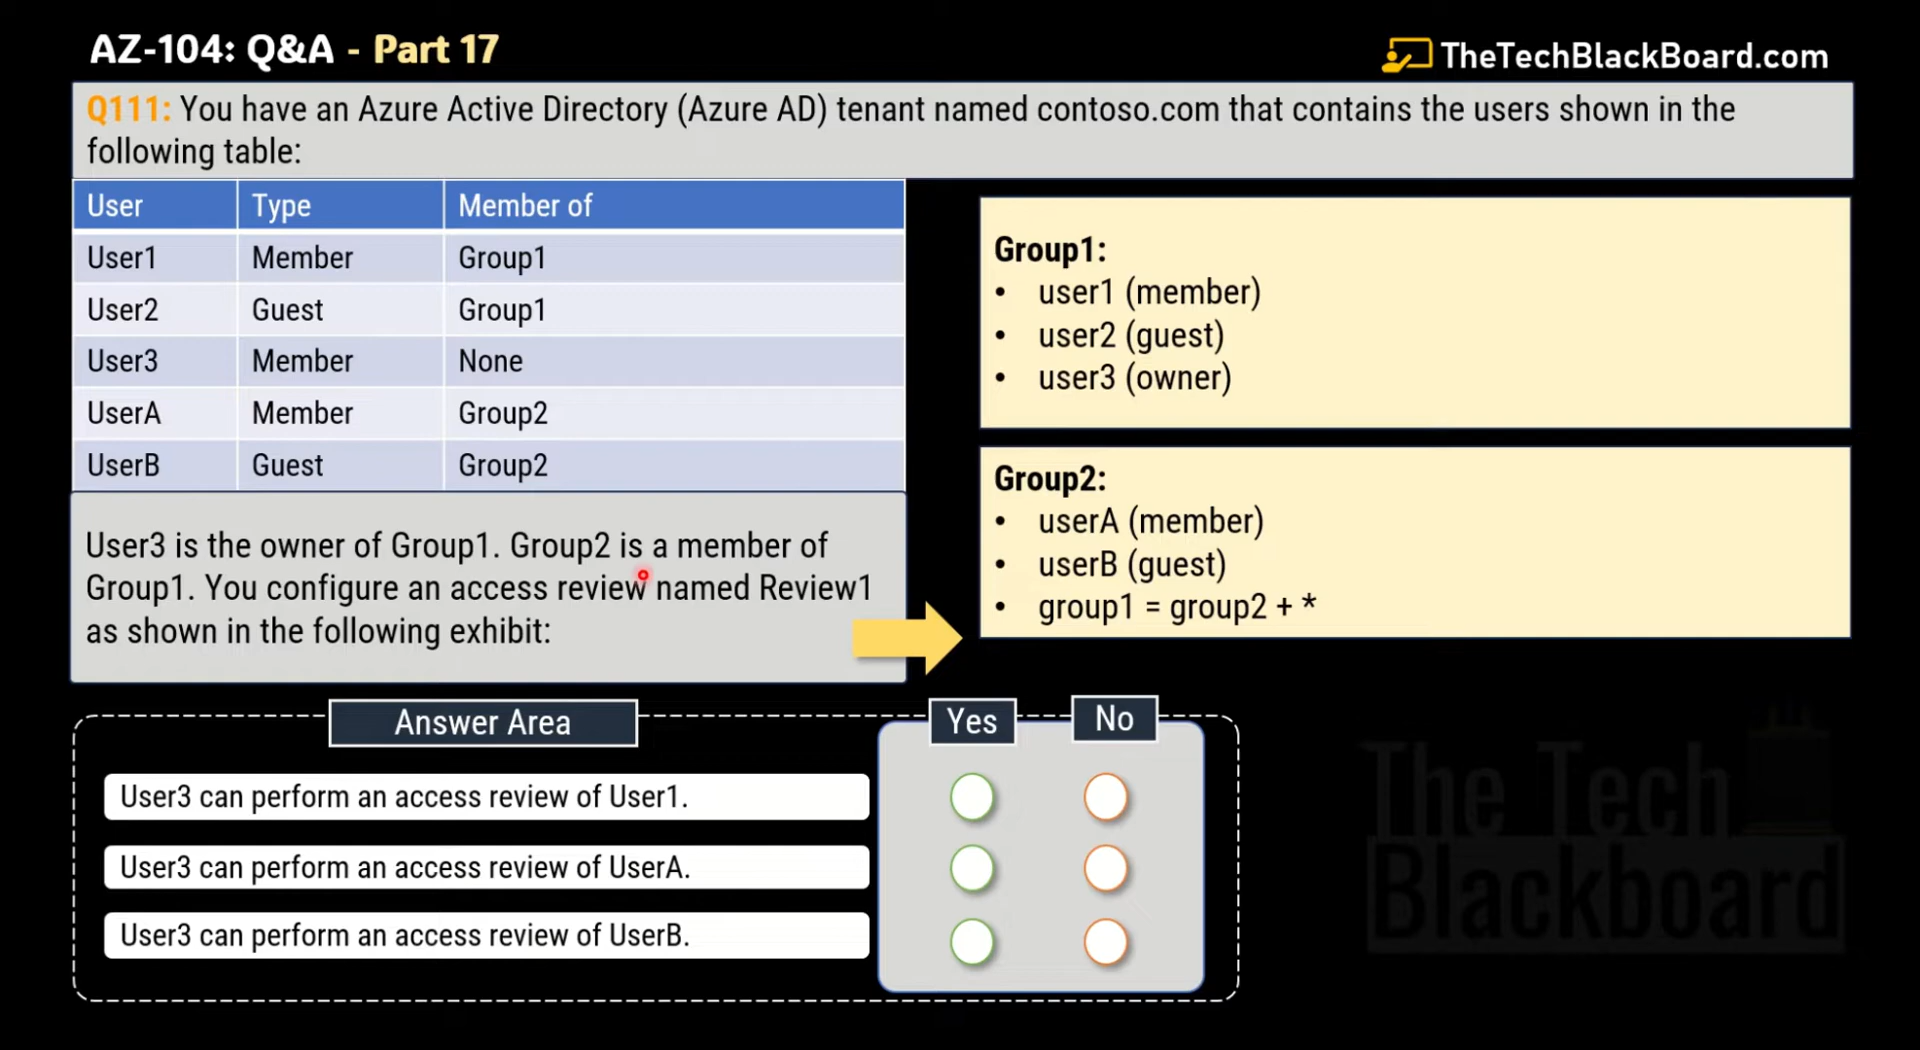 AZ-104: Q&A - Part 17
TheTechBlackBoard.com
Q111: You have an Azure Active Directory (Azure AD) tenant named contoso.com that contains the users shown in the
following table:
User Type Member of
User1 Member Group1
User2 Guest Group1
User3 Member None
UserA Member Group2
UserB Guest Group2
Group1:
• user1 (member)
• user2 (guest)
• user3 (owner)
Group2:
• userA (member)
• userB (guest)
• group1 = group2 + *
User3 is the owner of Group1. Group2 is a member of
Group1. You configure an access review named Review1
as shown in the following exhibit:
Answer Area
Yes
No
User3 can perform an access review of User1.
User3 can perform an access review of UserA.
User3 can perform an access review of UserB.
The Tech
Blackboard